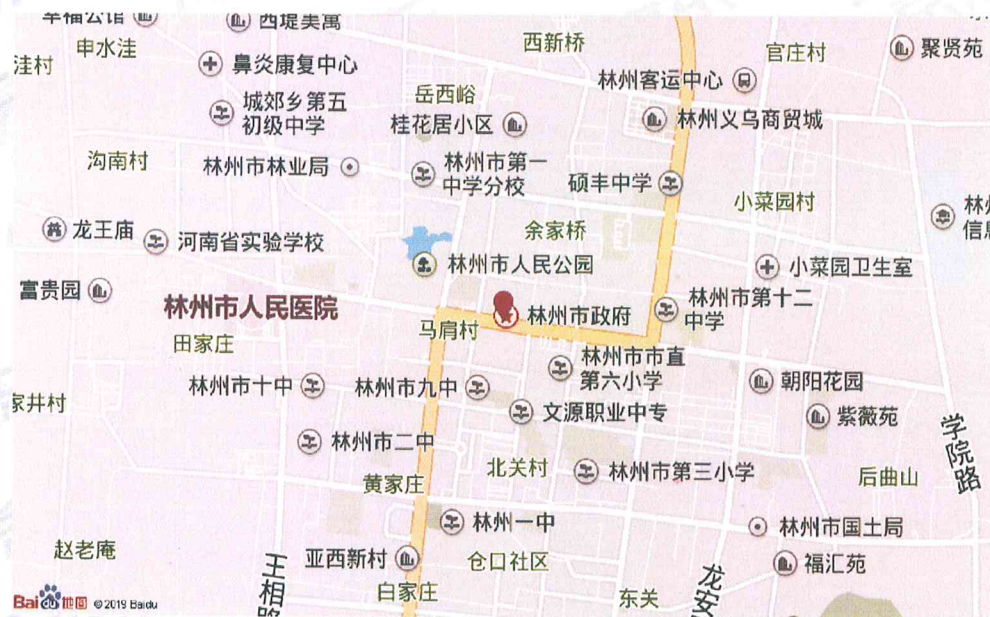 幸福公馆
西堤美寓
申水洼
西新桥
官庄村
聚贤苑
洼村
鼻炎康复中心
林州客运中心
岳西峪
城郊乡第五
初级中学
桂花居小区
林州义乌商贸城
沟南村
林州市林业局
林州市第一
中学分校
硕丰中学
小菜园村
龙王庙
河南省实验学校
余家桥
林州
信息
林州市人民公园
小菜园卫生室
富贵园
林州市人民医院
林州市政府
林州市第十二
中学
马肩村
田家庄
林州市市直
第六小学
林州市十中
林州市九中
朝阳花园
家井村
文源职业中专
紫薇苑
林州市二中
学院路
北关村
林州市第三小学
后曲山
黄家庄
林州一中
林州市国土局
赵老庵
亚西新村
仓口社区
福汇苑
王相路
白家庄
龙安
东关
Bai du 地图 © 2019 Baidu